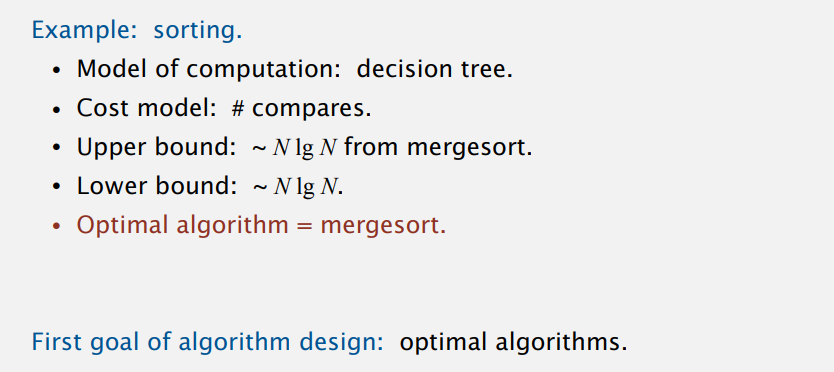 Example: sorting.
• Model of computation: decision tree.
• Cost model: # compares.
• Upper bound: ~ N lg N from mergesort.
• Lower bound: ~ N lg N.
• Optimal algorithm = mergesort.
First goal of algorithm design: optimal algorithms.